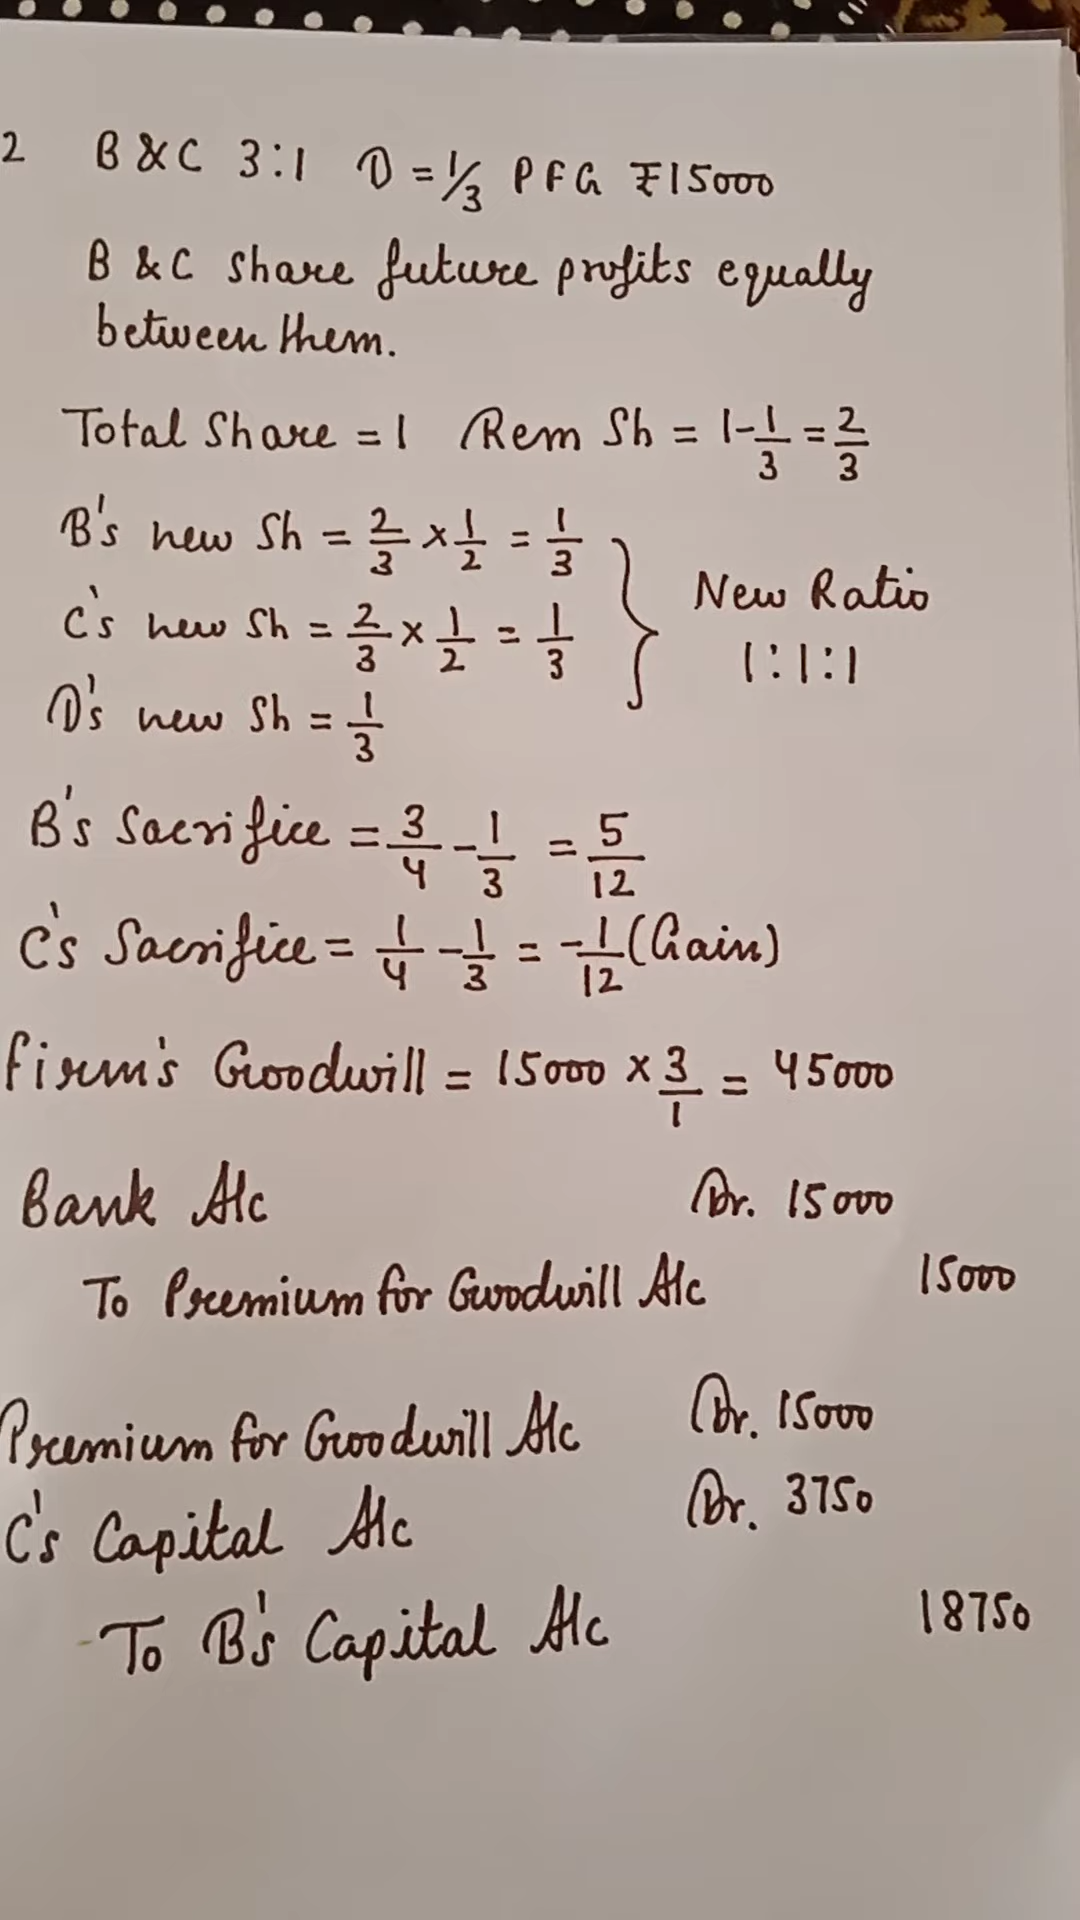 2 B & C 3:1 D = 1/3 PFG ₹15000
B & C share future profits equally
between them.
Total Share = 1 Rem Sh = 1 - 1/3 = 2/3
B's new Sh = 2/3 × 1/2 = 1/3
C's new Sh = 2/3 × 1/2 = 1/3
D's new Sh = 1/3
New Ratio
1:1:1
B's Sacrifice = 3/4 - 1/3 = 5/12
C's Sacrifice = 1/4 - 1/3 = -1/12 (Gain)
Firm's Goodwill = 15000 × 3/1 = 45000
Bank A/c Dr. 15000
To Premium for Goodwill A/c 15000
Premium for Goodwill A/c Dr. 15000
C's Capital A/c Dr. 3750
To B's Capital A/c 18750